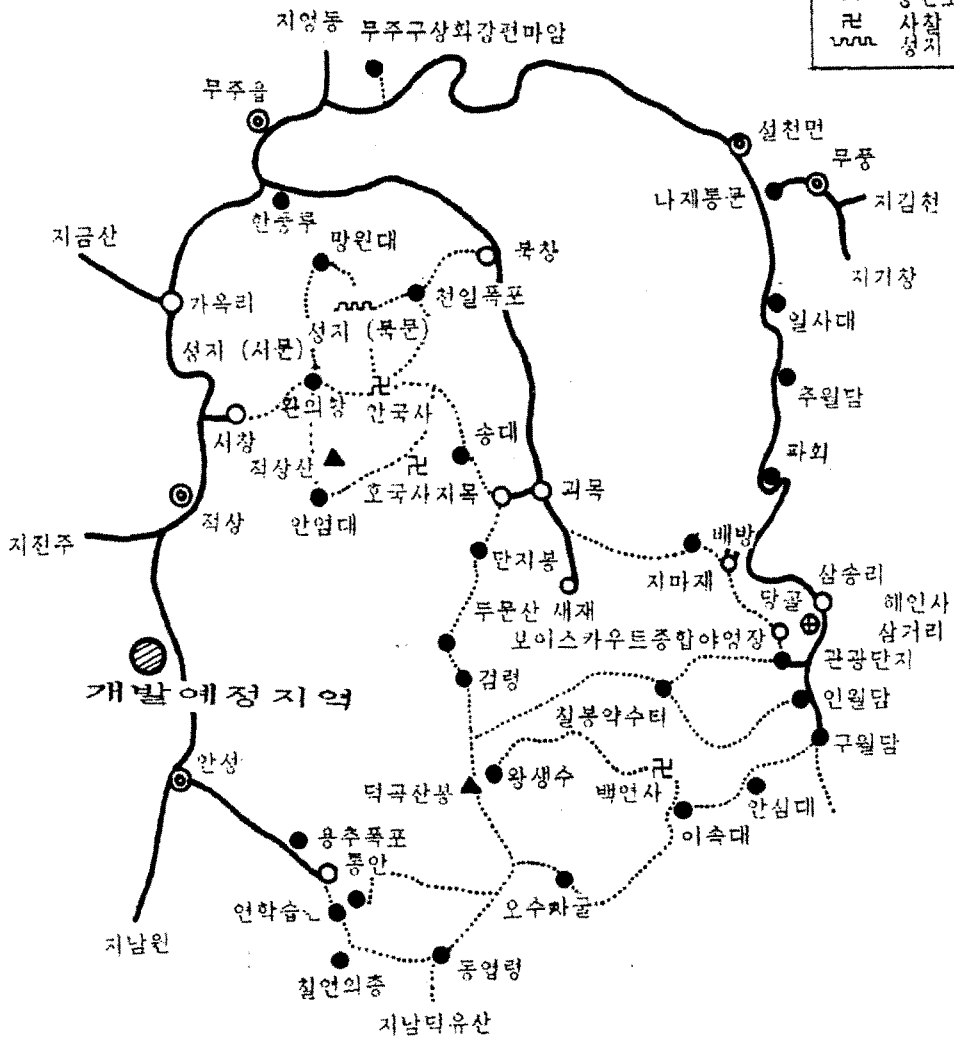 지영동
무주구상화강편마암
사찰
성지
무주읍
설천면
무풍
나제통문
지김천
한풍루
지금산
망원대
북창
지기창
가옥리
천일폭포
일사대
성지 (북문)
성지 (서문)
추월담
안국사
서창
송대
적상산
파회
호국사지목
괴목
안염대
적상
지진주
단지봉
배방
지마재
삼승리
당골
해인사
두문산 새재
삼거리
보이스카우트종합야영장
관광단지
검령
개발예정지역
칠봉약수터
인월담
구월담
안성
왕생수
덕곡산봉
백연사
안심대
이속대
용추폭포
통안
오수자굴
연학습
지남원
칠연의총
동업령
지남덕유산